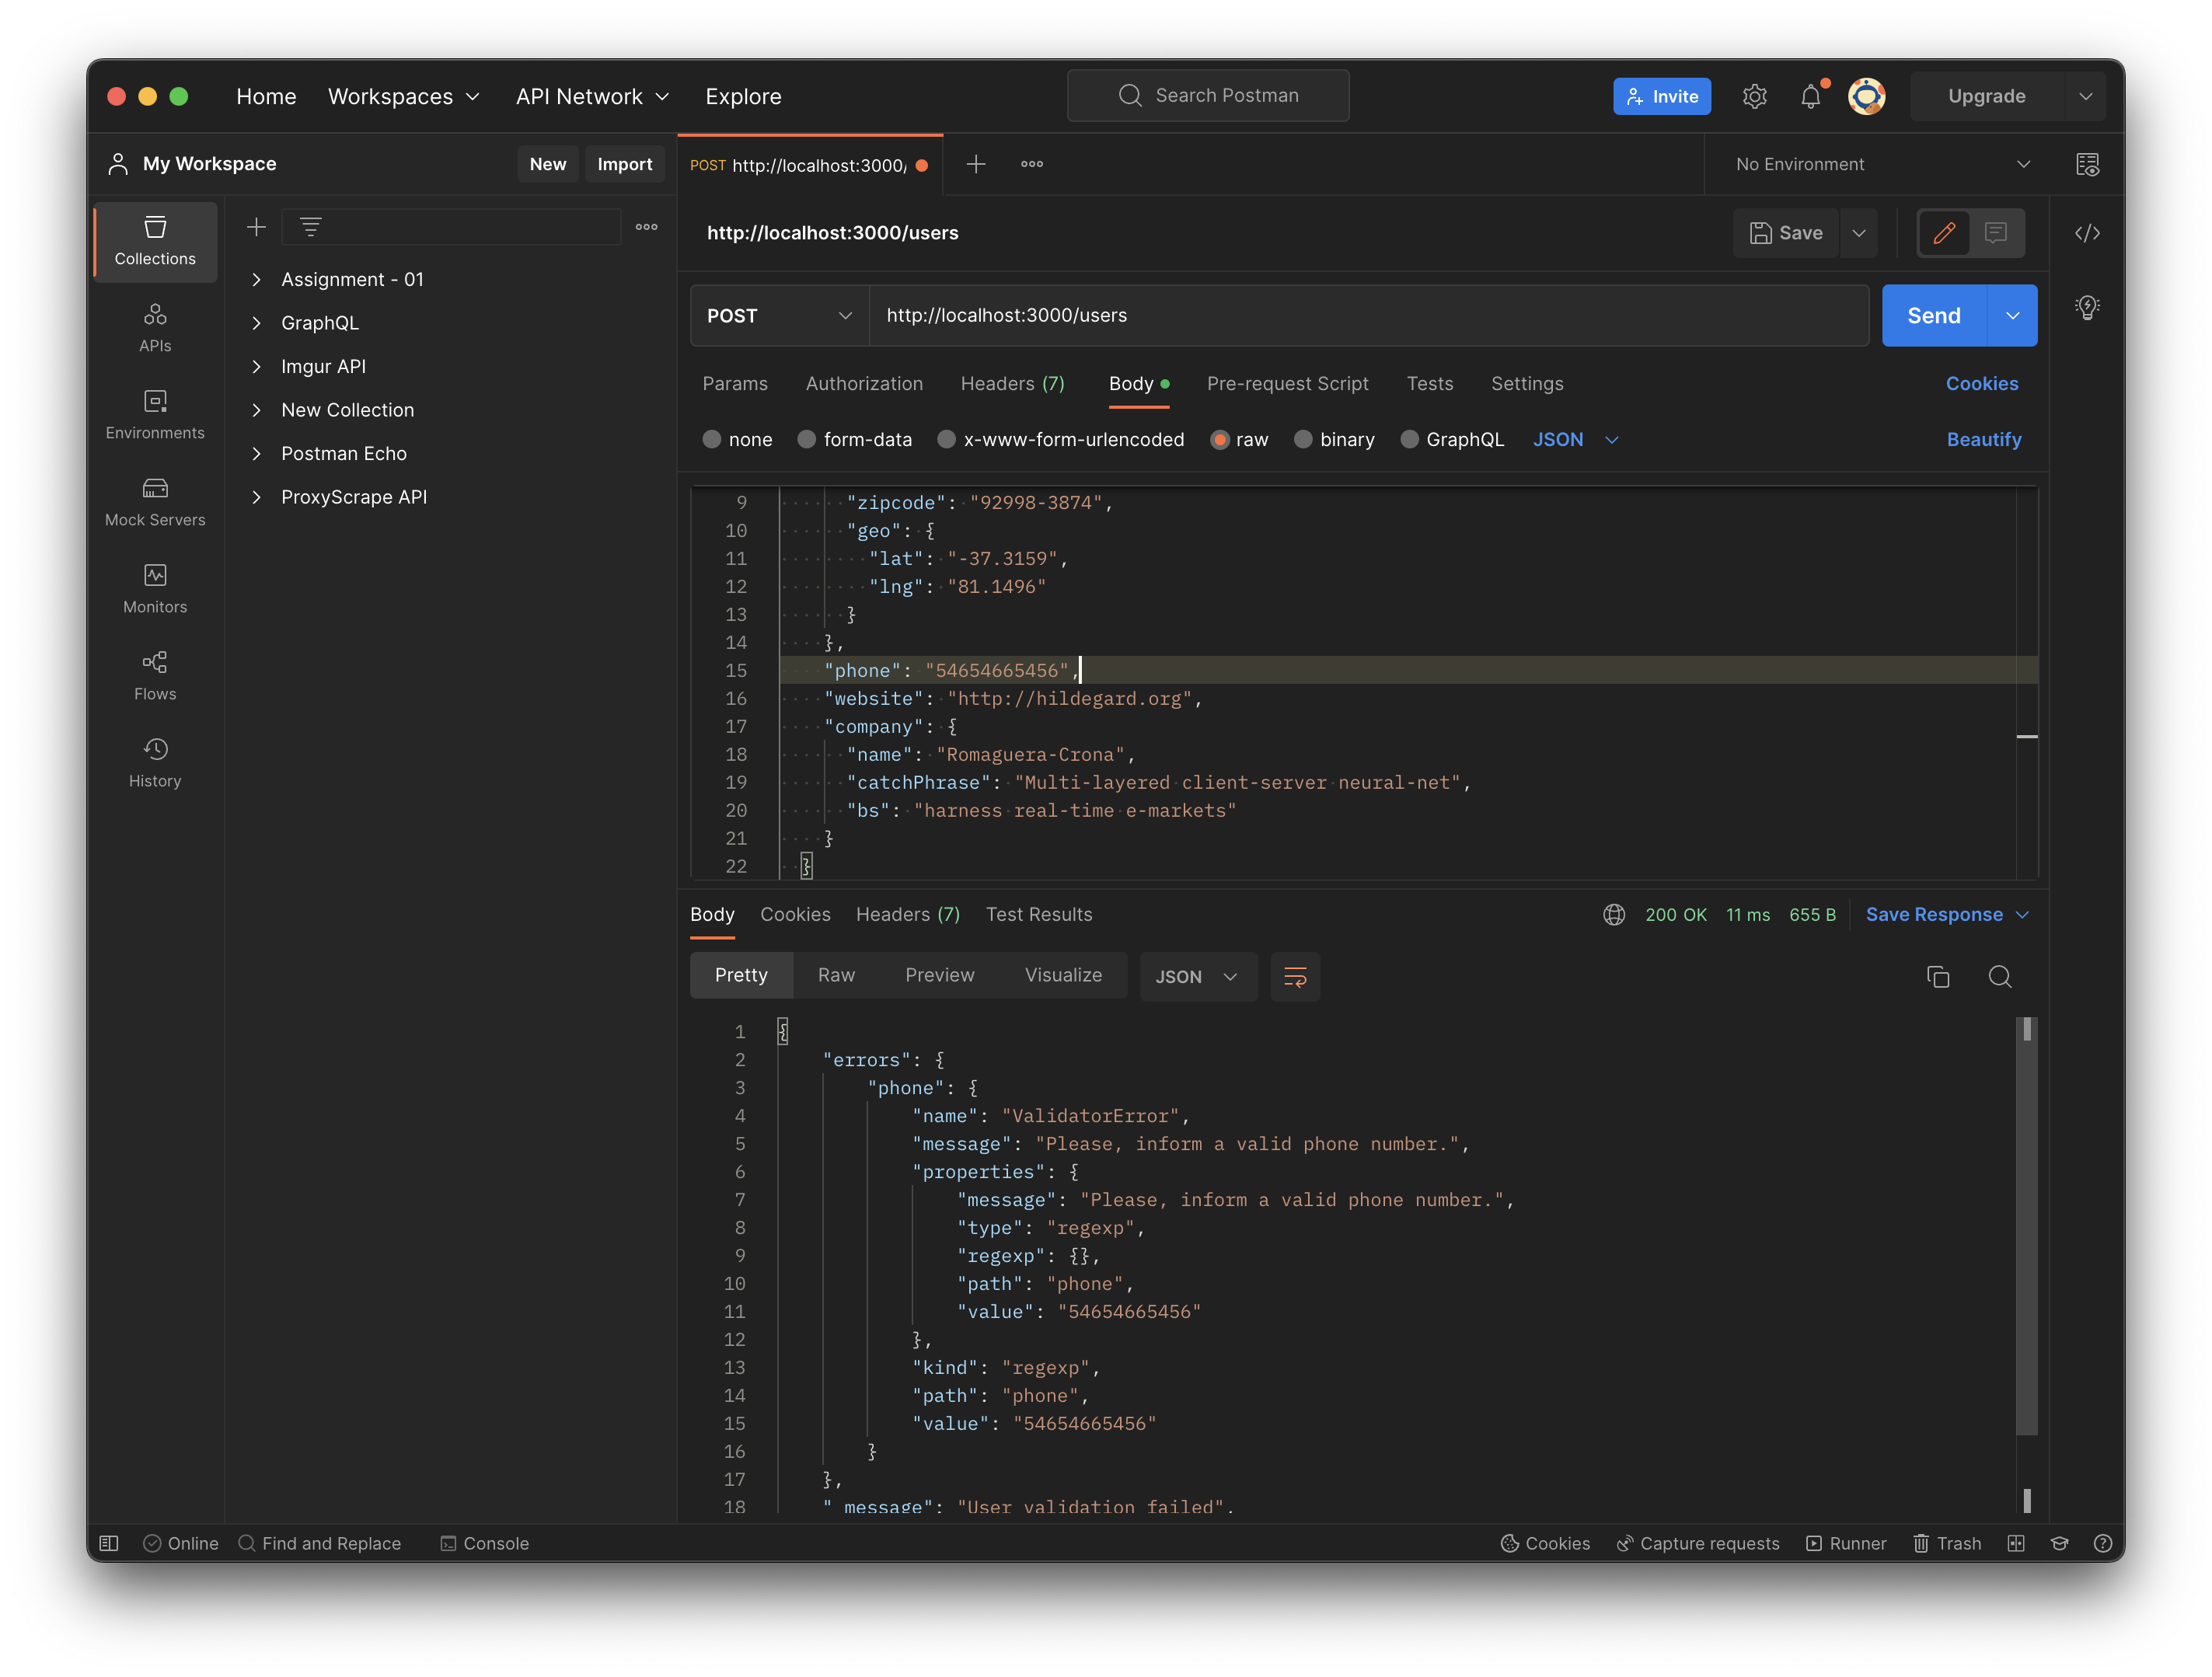 Home Workspaces API Network Explore Search Postman Invite Upgrade
My Workspace New Import POST http://localhost:3000/ No Environment
Collections
APIs
Environments
Mock Servers
Monitors
Flows
History
Assignment - 01
GraphQL
Imgur API
New Collection
Postman Echo
ProxyScrape API
http://localhost:3000/users Save
POST http://localhost:3000/users Send
Params Authorization Headers (7) Body Pre-request Script Tests Settings Cookies
none form-data x-www-form-urlencoded raw binary GraphQL JSON Beautify
9 "zipcode": "92998-3874",
10 "geo": {
11 "lat": "-37.3159",
12 "lng": "81.1496"
13 }
14 },
15 "phone": "54654665456",
16 "website": "http://hildegard.org",
17 "company": {
18 "name": "Romaguera-Crona",
19 "catchPhrase": "Multi-layered client-server neural-net",
20 "bs": "harness real-time e-markets"
21 }
22 }
Body Cookies Headers (7) Test Results 200 OK 11 ms 655 B Save Response
Pretty Raw Preview Visualize JSON
1 {
2 "errors": {
3 "phone": {
4 "name": "ValidatorError",
5 "message": "Please, inform a valid phone number.",
6 "properties": {
7 "message": "Please, inform a valid phone number.",
8 "type": "regexp",
9 "regexp": {},
10 "path": "phone",
11 "value": "54654665456"
12 },
13 "kind": "regexp",
14 "path": "phone",
15 "value": "54654665456"
16 }
17 },
18 "_message": "User validation failed",
Online Find and Replace Console Cookies Capture requests Runner Trash